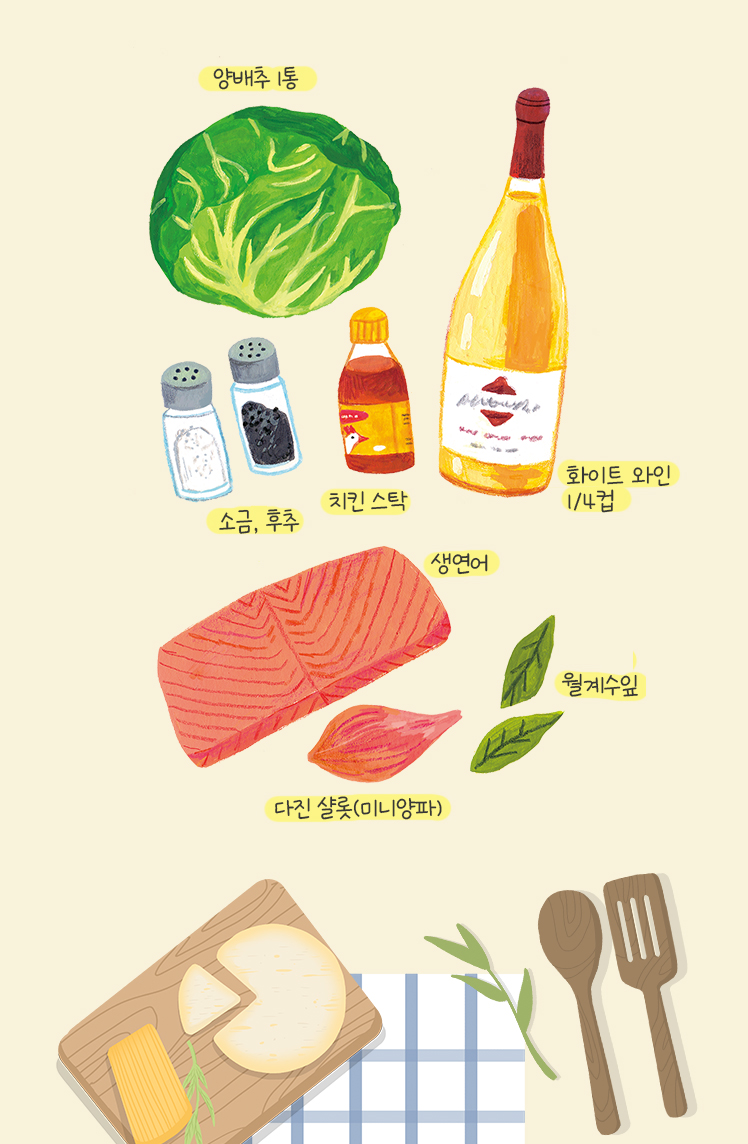 양배추 1통
화이트 와인
1/4컵
치킨 스탁
소금, 후추
생연어
월계수잎
다진 샬롯(미니양파)